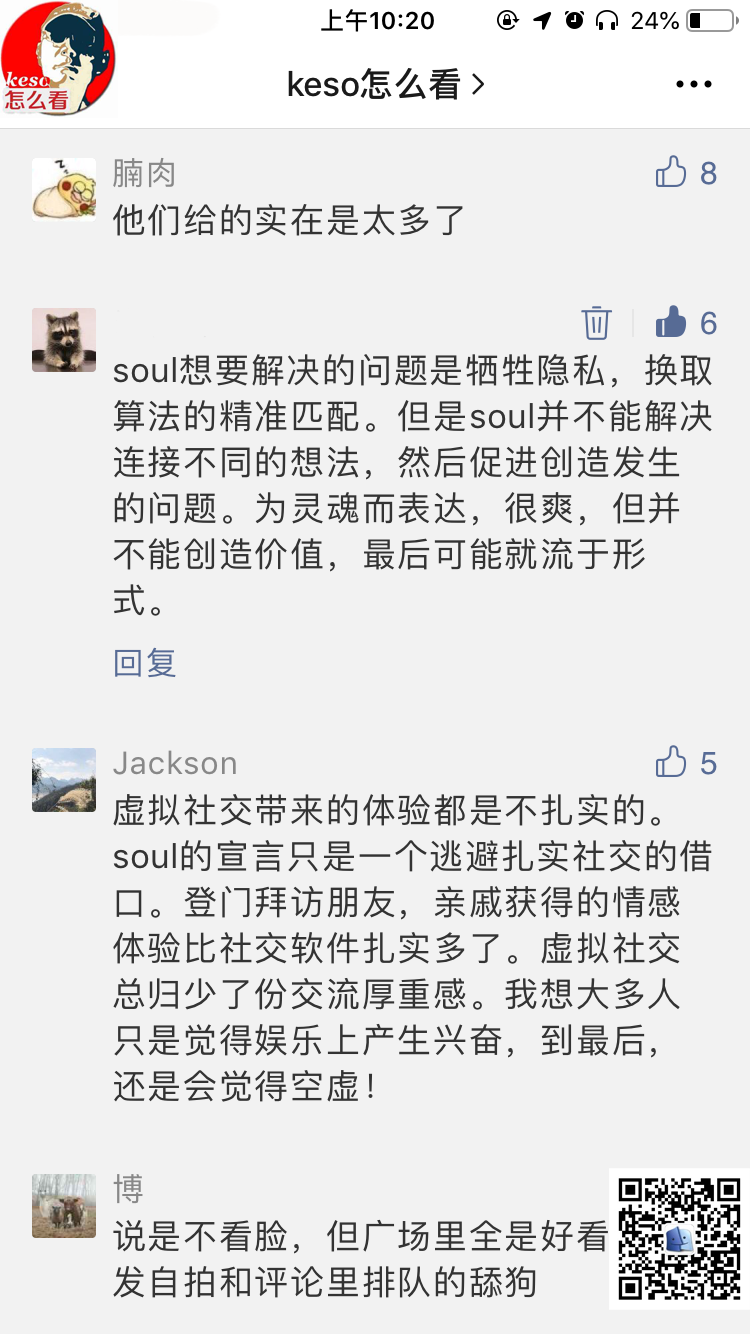 上午10:20
24%
keso
怎么看
keso怎么看
腩肉
8
他们给的实在是太多了
6
soul想要解决的问题是牺牲隐私，换取
算法的精准匹配。但是soul并不能解决
连接不同的想法，然后促进创造发生
的问题。为灵魂而表达，很爽，但并
不能创造价值，最后可能就流于形
式。
回复
Jackson
5
虚拟社交带来的体验都是不扎实的。
soul的宣言只是一个逃避扎实社交的借
口。登门拜访朋友，亲戚获得的情感
体验比社交软件扎实多了。虚拟社交
总归少了份交流厚重感。我想大多人
只是觉得娱乐上产生兴奋，到最后，
还是会觉得空虚！
博
说是不看脸，但广场里全是好看
发自拍和评论里排队的舔狗